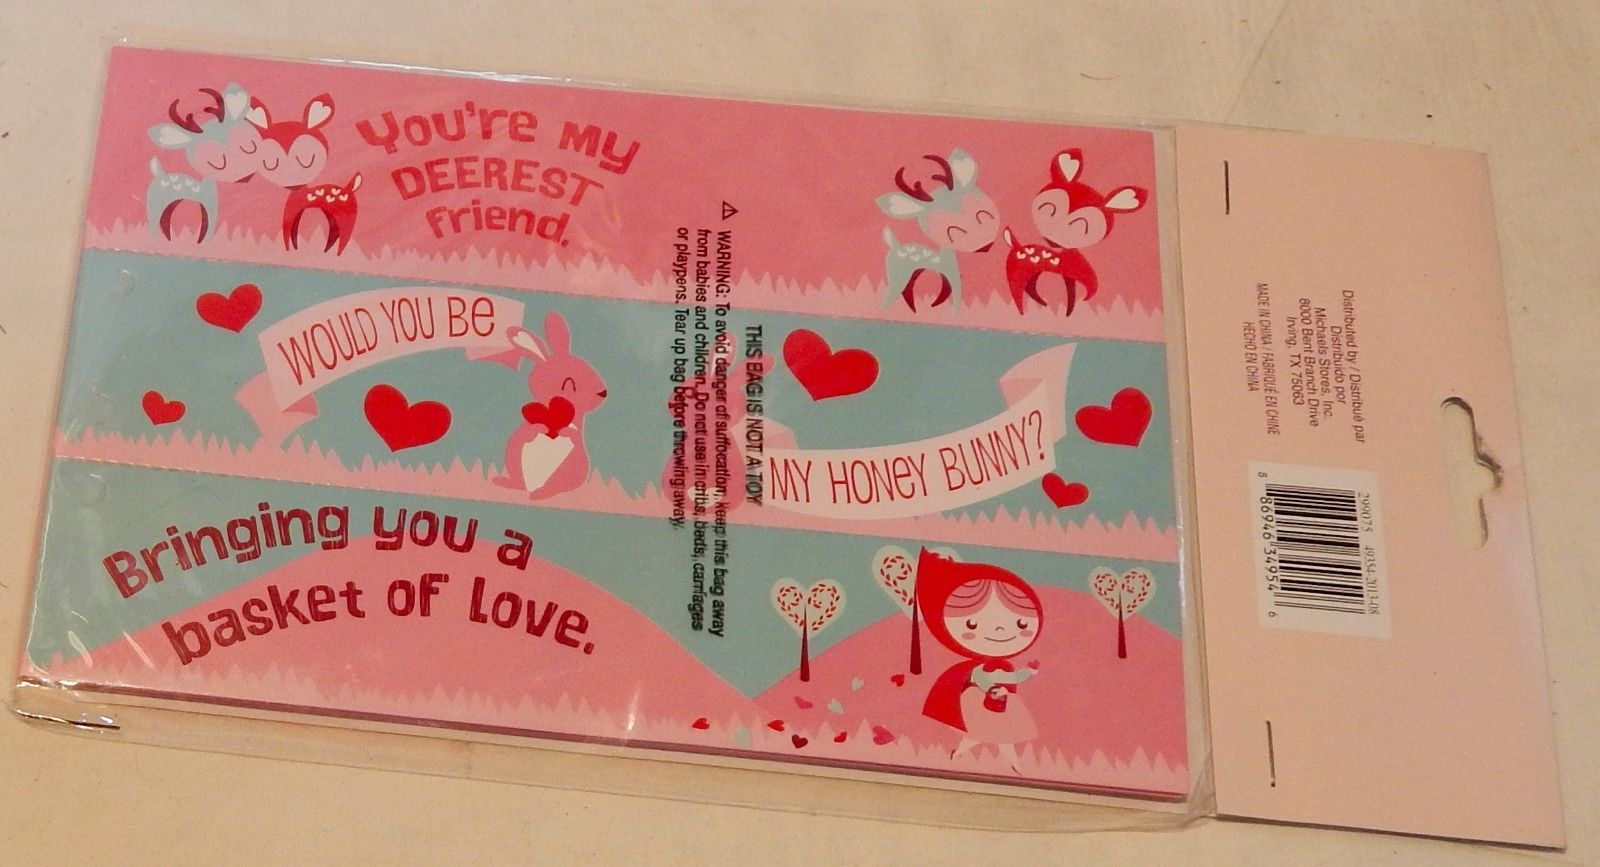 You're My
DEEREST
Friend.
WOULD YOU BE
MY HONEY BUNNY?
Bringing you a
basket of Love.
⚠ WARNING: To avoid danger of suffocation, keep this bag away
from babies and children. Do not use in cribs, beds, carriages
or playpens. Tear up bag before throwing away.
THIS BAG IS NOT A TOY
Distributed by / Distribué par
Distribuido por
Michaels Stores, Inc.
8000 Bent Branch Drive
Irving, TX 75063
MADE IN CHINA / FABRIQUÉ EN CHINE
HECHO EN CHINA
299075 49354-2013-08
8 86946 34954 6